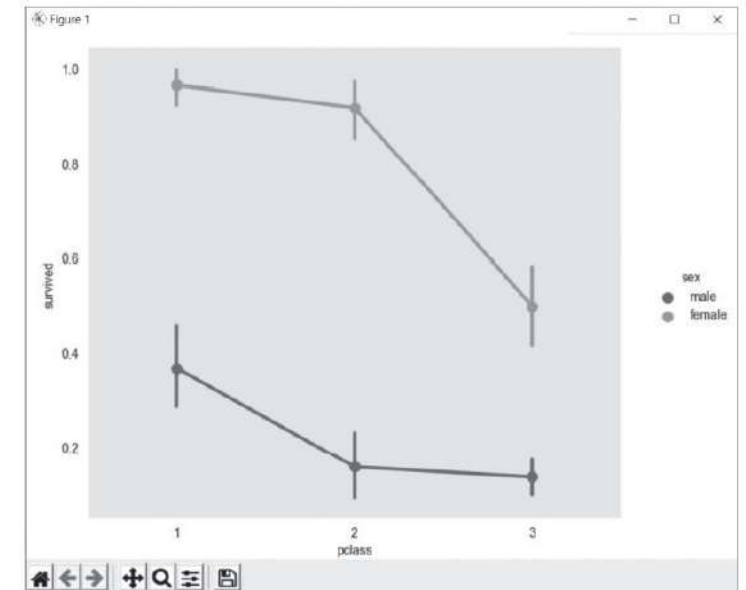 Figure 1
1.0
0.8
0.6
0.4
0.2
survived
1 2 3
pclass
sex
male
female